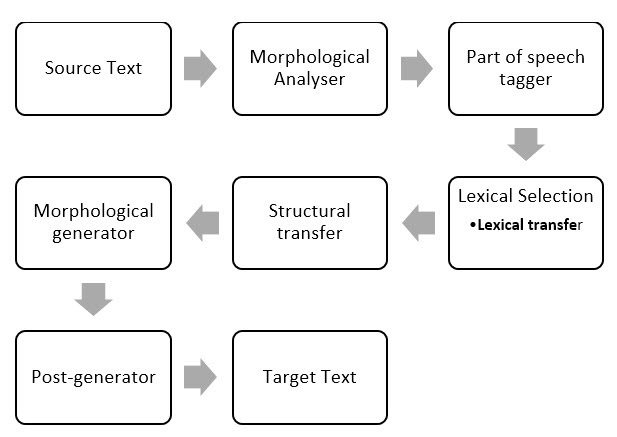 Source Text
Morphological
Analyser
Part of speech
tagger
Lexical Selection
•Lexical transfer
Structural
transfer
Morphological
generator
Post-generator
Target Text